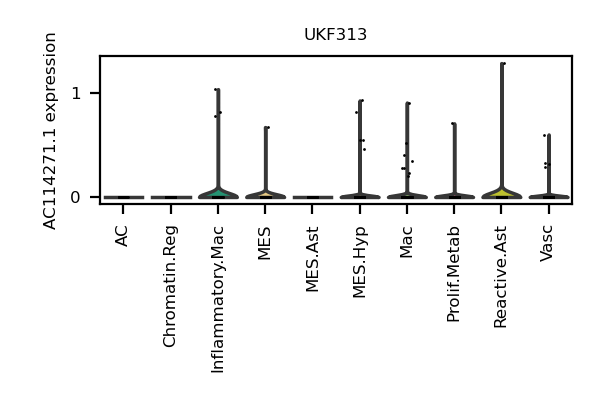 UKF313
AC114271.1 expression
1
0
AC
Chromatin.Reg
Inflammatory.Mac
MES
MES.Ast
MES.Hyp
Mac
Prolif.Metab
Reactive.Ast
Vasc